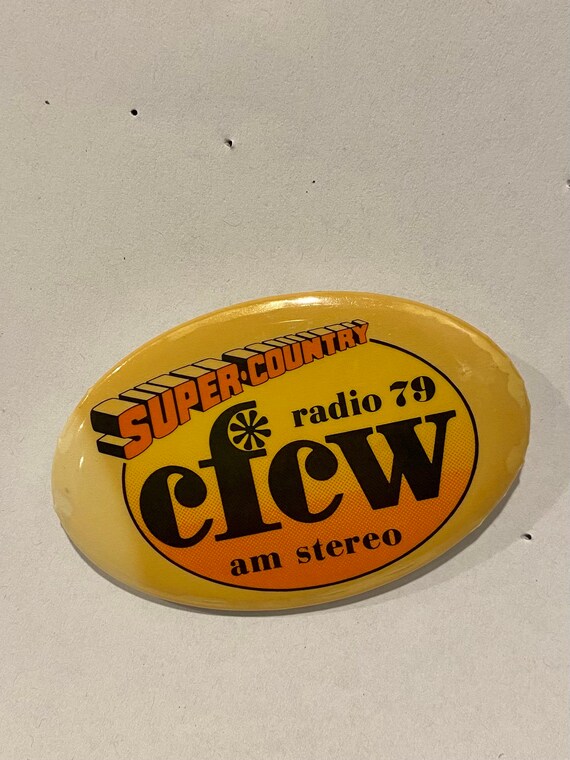 SUPER·COUNTRY
radio 79
cfcw
am stereo